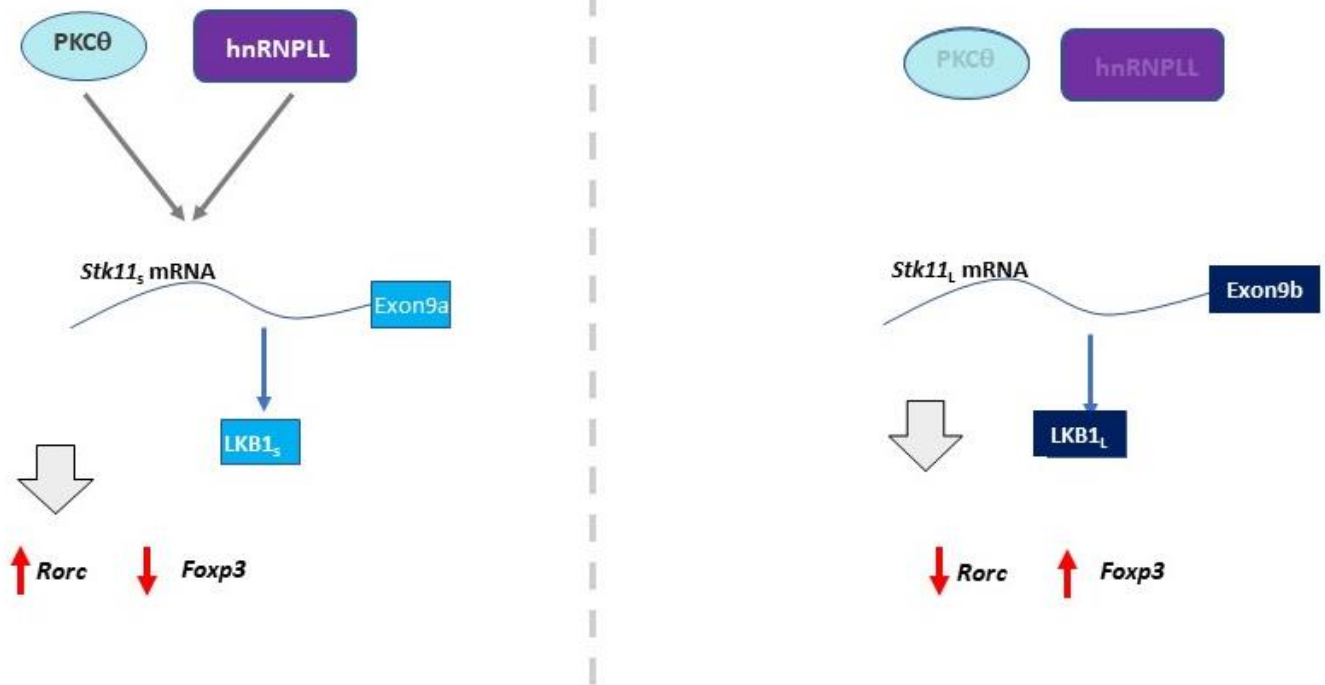 PKCθ
hnRNPLL
Stk11s mRNA
Exon9a
LKB1s
Rorc
Foxp3
PKCθ
hnRNPLL
Stk11L mRNA
Exon9b
LKB1L
Rorc
Foxp3